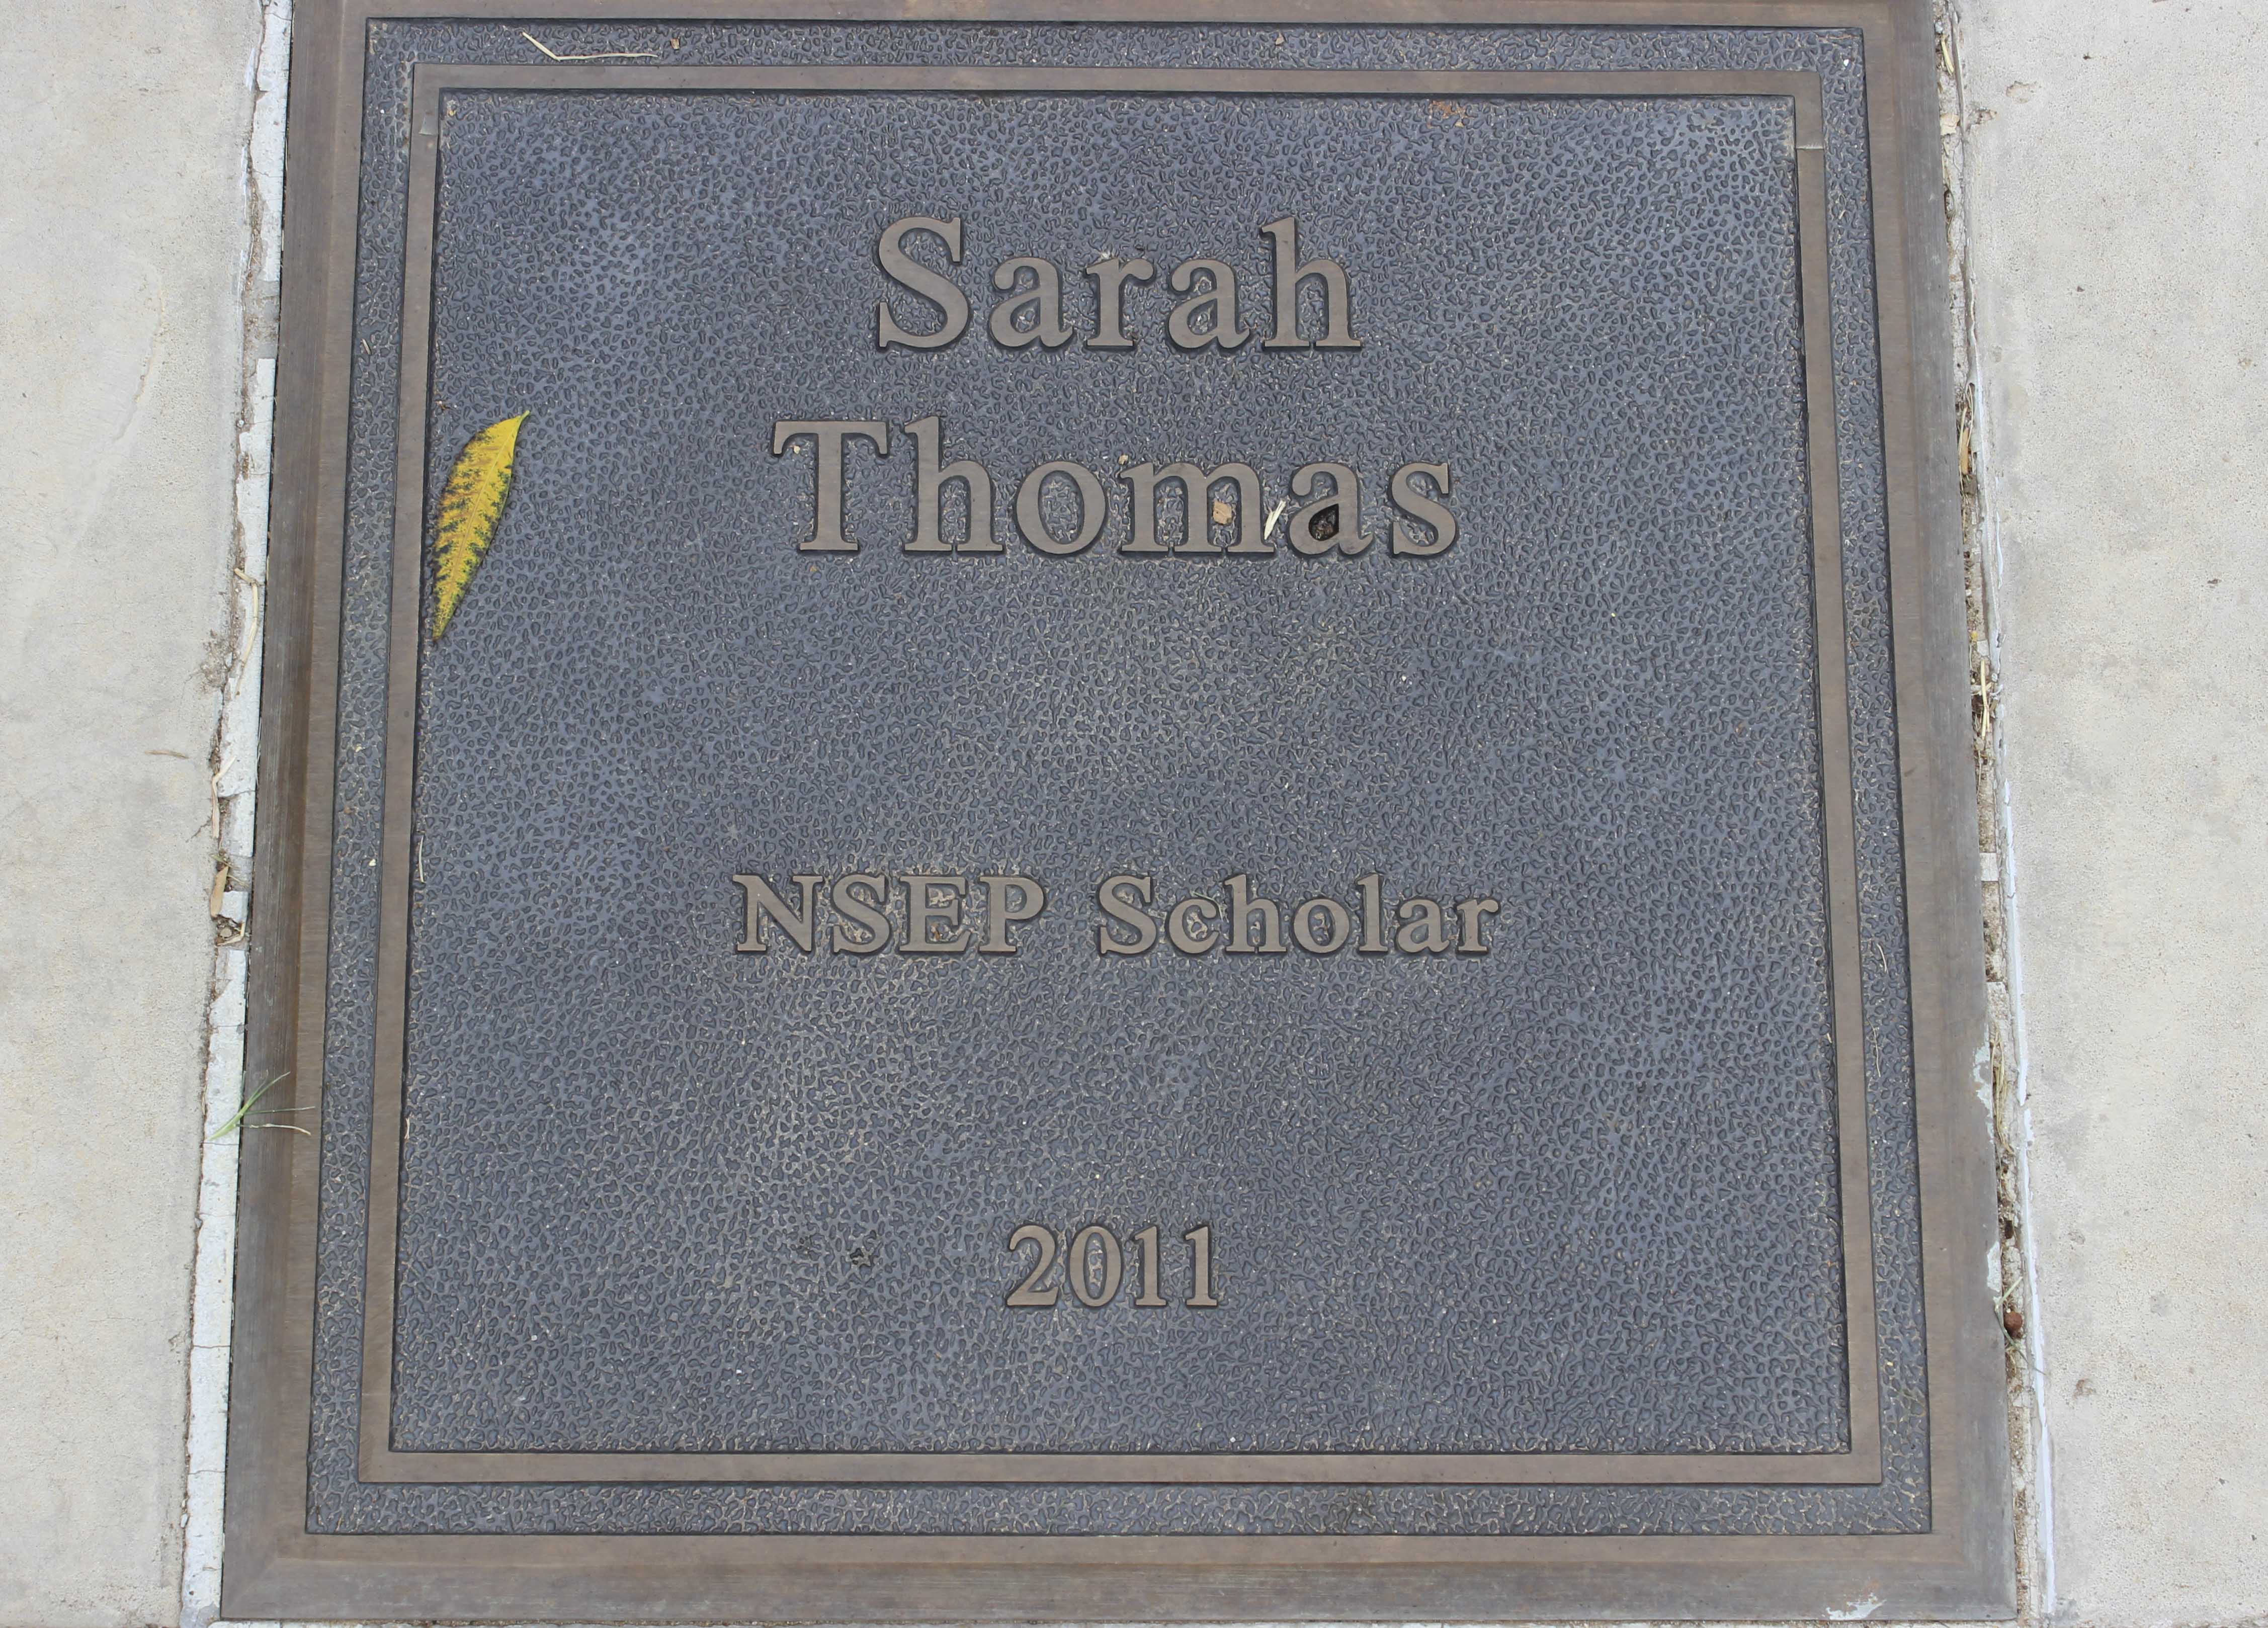 Sarah
Thomas
NSEP Scholar
2011